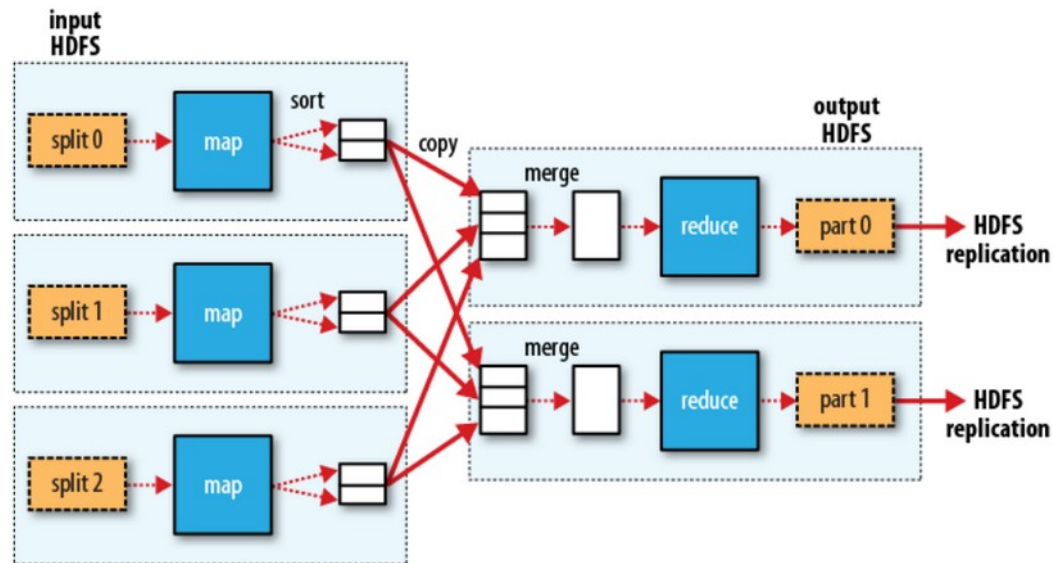 input
HDFS
split 0
map
sort
copy
split 1
map
split 2
map
output
HDFS
merge
reduce
part 0
HDFS
replication
merge
reduce
part 1
HDFS
replication